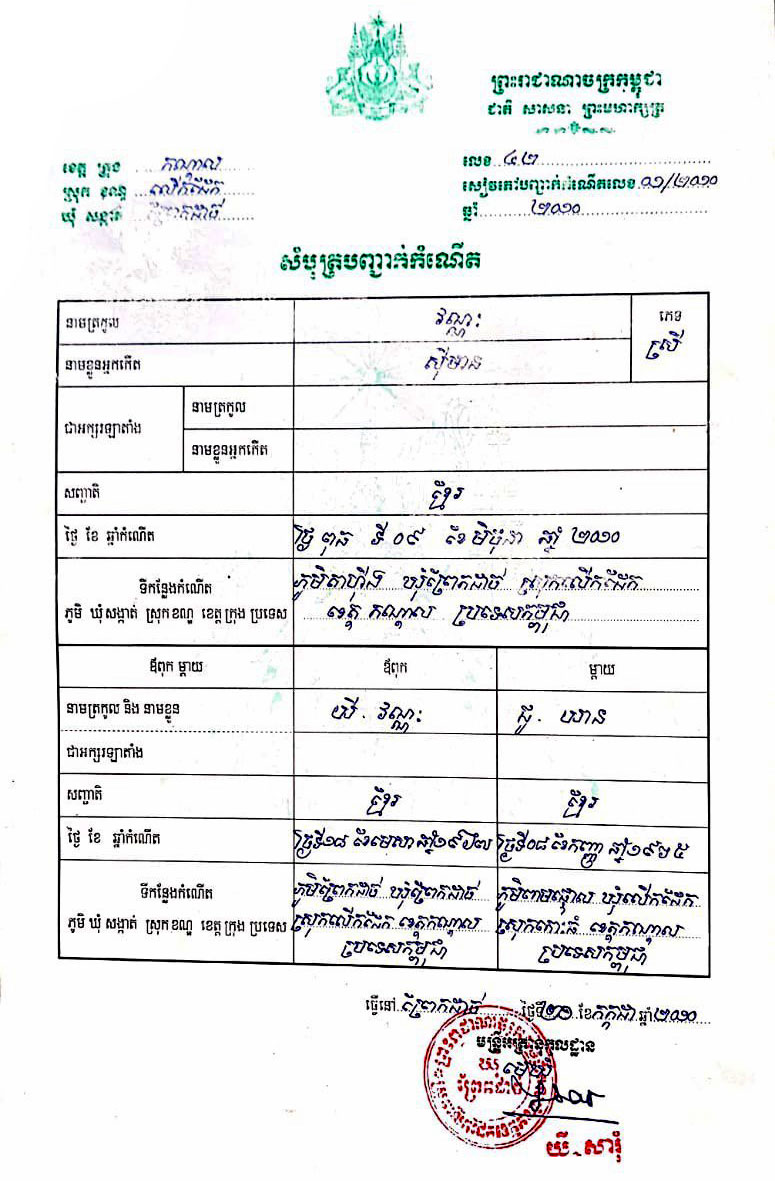 ព្រះរាជាណាចក្រកម្ពុជា
ជាតិ សាសនា ព្រះមហាក្សត្រ
ខេត្ត ក្រុង កណ្តាល
ស្រុក ខណ្ឌ លើកដែក
ឃុំ សង្កាត់ ព្រែកដាច់
លេខ ៤២
សៀវភៅបញ្ជាក់កំណើតលេខ ០១/២០១០
ឆ្នាំ ២០១០
សំបុត្របញ្ជាក់កំណើត
នាមត្រកូល វណ្ណៈ ភេទ
ស្រី
នាមខ្លួនអ្នកកើត ស៊ីមាន
ជាអក្សរឡាតាំង នាមត្រកូល
នាមខ្លួនអ្នកកើត
សញ្ជាតិ ខ្មែរ
ថ្ងៃ ខែ ឆ្នាំកំណើត ថ្ងៃ ពុធ ទី ០៩ ខែ មិថុនា ឆ្នាំ ២០១០
ទីកន្លែងកំណើត ភូមិតាហ៊ីង ឃុំព្រែកដាច់ ស្រុកលើកដែក
ភូមិ ឃុំ សង្កាត់ ស្រុក ខណ្ឌ ខេត្ត ក្រុង ប្រទេស ខេត្ត កណ្តាល ប្រទេសកម្ពុជា
ឪពុក ម្តាយ ឪពុក ម្តាយ
នាមត្រកូល និង នាមខ្លួន យី . វណ្ណៈ ជូ . ឃាន
ជាអក្សរឡាតាំង
សញ្ជាតិ ខ្មែរ ខ្មែរ
ថ្ងៃ ខែ ឆ្នាំកំណើត ថ្ងៃទី១៨ ខែមេសា ឆ្នាំ១៩៦៧ ថ្ងៃទី០៨ ខែកញ្ញា ឆ្នាំ១៩៦៥
ទីកន្លែងកំណើត ភូមិព្រែកដាច់ ឃុំព្រែកដាច់ ឃុំលើកដែក
ភូមិ ឃុំ សង្កាត់ ស្រុក ខណ្ឌ ខេត្ត ក្រុង ប្រទេស ស្រុកលើកដែក ខេត្តកណ្តាល ស្រុកកោះធំ ខេត្តកណ្តាល
ប្រទេសកម្ពុជា ប្រទេសកម្ពុជា
ធ្វើនៅ ព្រែកដាច់ ថ្ងៃទី ខែកក្កដា ឆ្នាំ២០១០
មន្ត្រីអត្រានុកូលដ្ឋាន
មេឃុំ
ឃុំ
ព្រែកដាច់
យី សារុំ